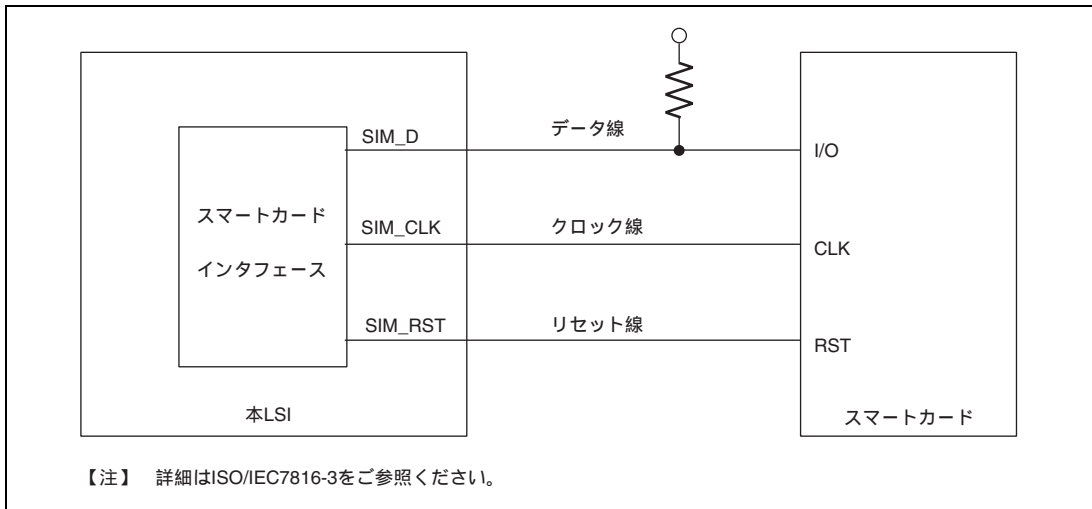 SIM_D
データ線
I/O
スマートカード
インタフェース
SIM_CLK
クロック線
CLK
SIM_RST
リセット線
RST
本LSI
スマートカード
【注】 詳細はISO/IEC7816-3をご参照ください。